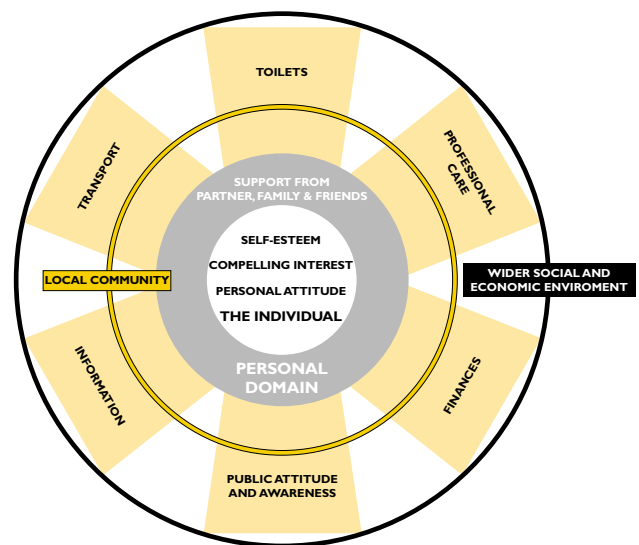 TOILETS
TRANSPORT
PROFESSIONAL
CARE
SUPPORT FROM
PARTNER, FAMILY & FRIENDS
SELF-ESTEEM
COMPELLING INTEREST
PERSONAL ATTITUDE
THE INDIVIDUAL
LOCAL COMMUNITY
WIDER SOCIAL AND
ECONOMIC ENVIROMENT
PERSONAL
DOMAIN
INFORMATION
FINANCES
PUBLIC ATTITUDE
AND AWARENESS